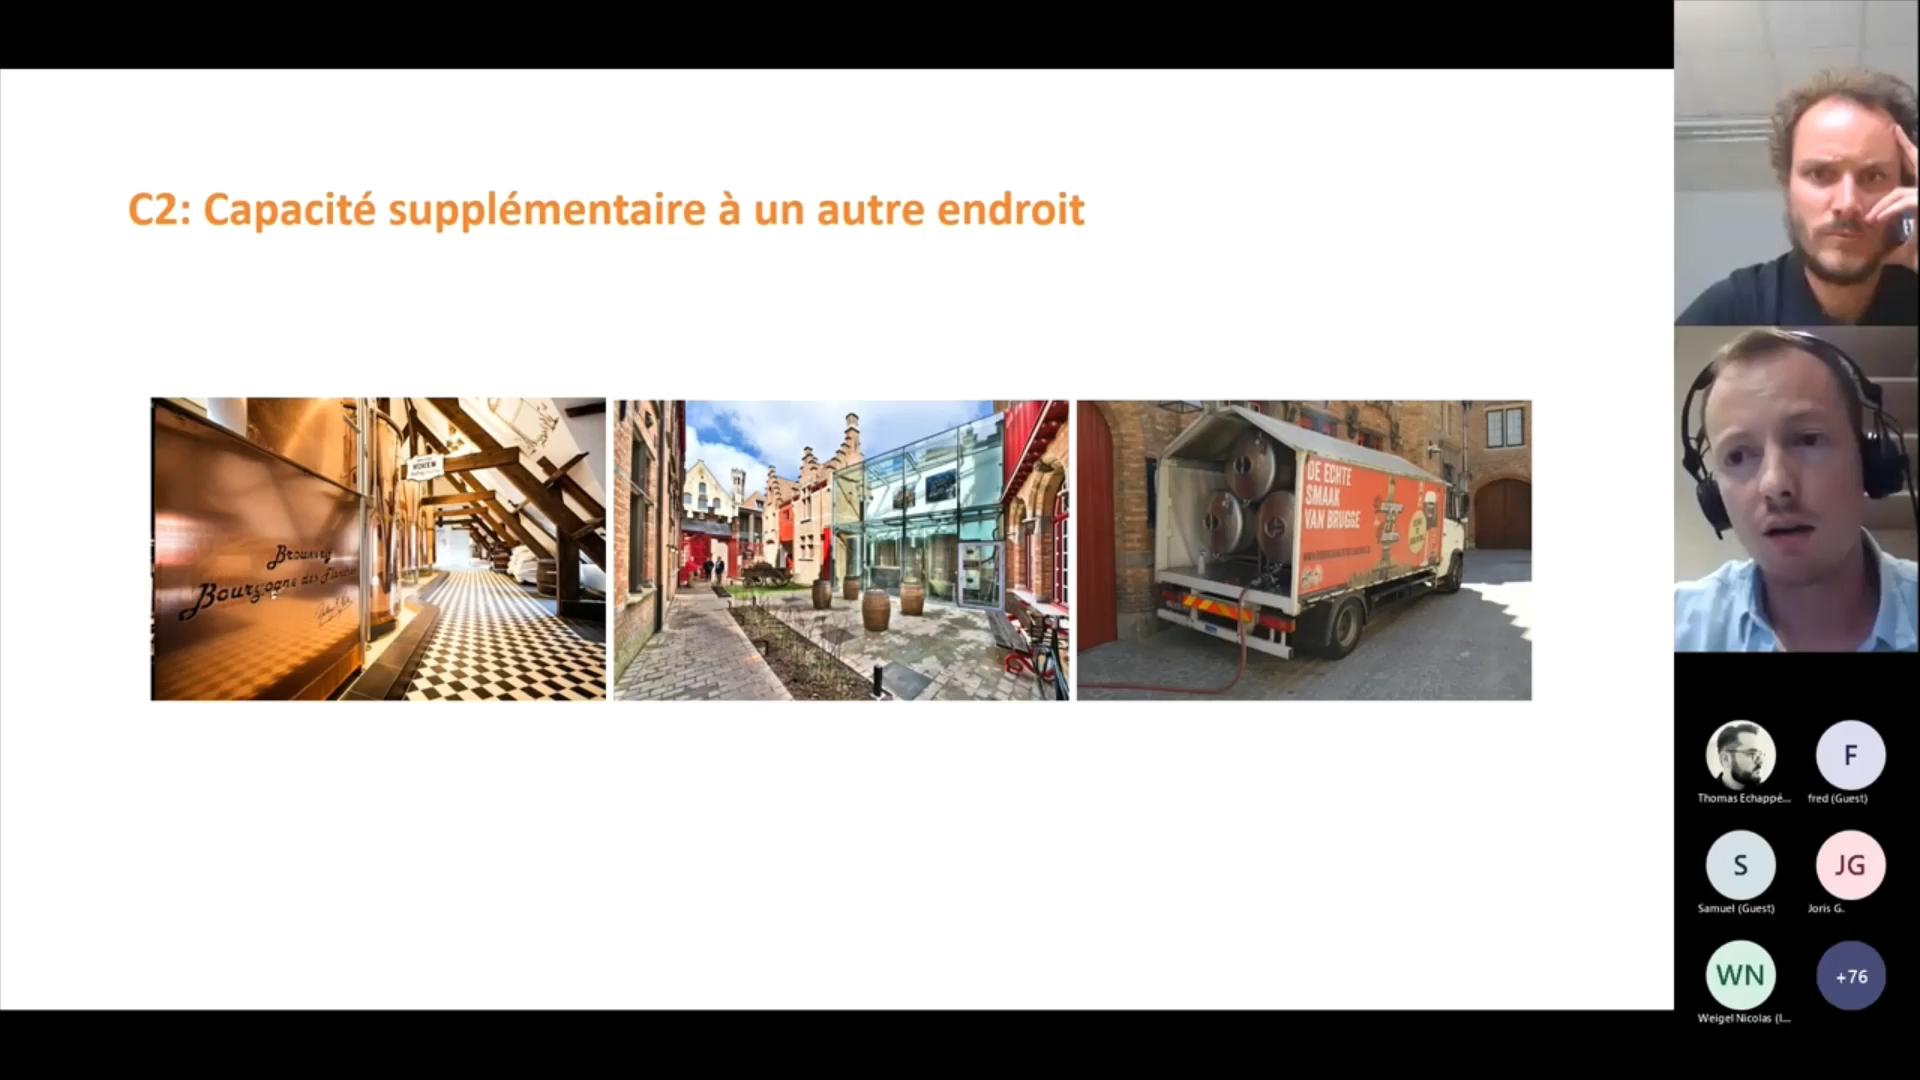 C2: Capacité supplémentaire à un autre endroit
Brouwerij
Bourgogne des Flandres
DE ECHTE
SMAAK
VAN BRUGGE
Thomas Echappé...
F
fred (Guest)
S
Samuel (Guest)
JG
Joris G.
WN
Weigel Nicolas (I...
+76